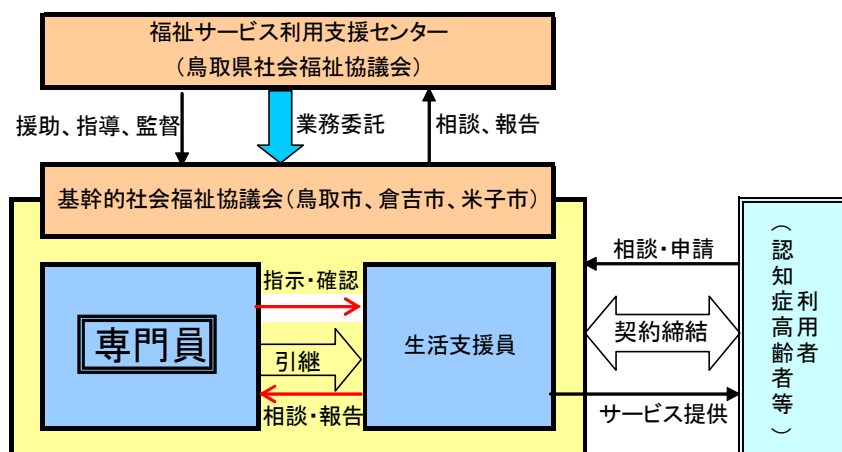 福祉サービス利用支援センター
（鳥取県社会福祉協議会）
援助、指導、監督
業務委託
相談、報告
基幹的社会福祉協議会（鳥取市、倉吉市、米子市）
専門員
指示・確認
引継
相談・報告
生活支援員
相談・申請
契約締結
サービス提供
利用者
（認知症高齢者等）